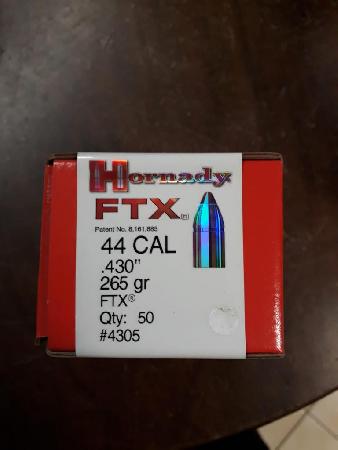 Hornady
FTX®
Patent No. 8,161,885
44 CAL
.430"
265 gr
FTX®
Qty: 50
#4305